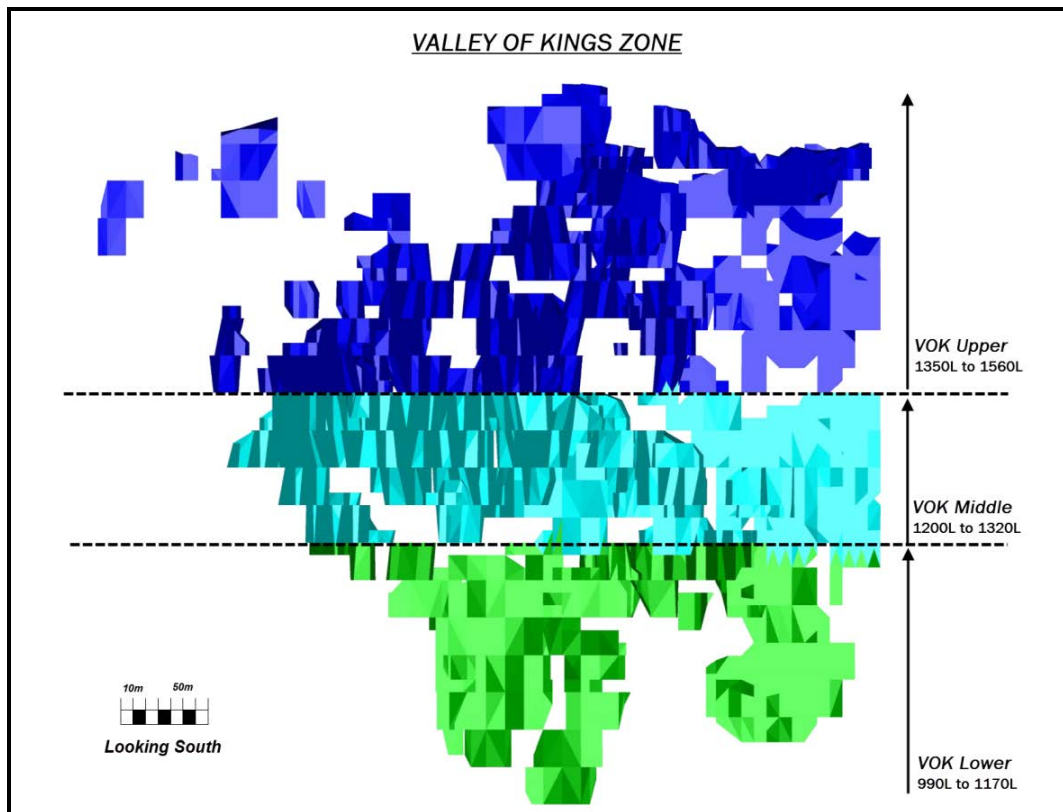 VALLEY OF KINGS ZONE
VOK Upper
1350L to 1560L
VOK Middle
1200L to 1320L
10m 50m
Looking South
VOK Lower
990L to 1170L